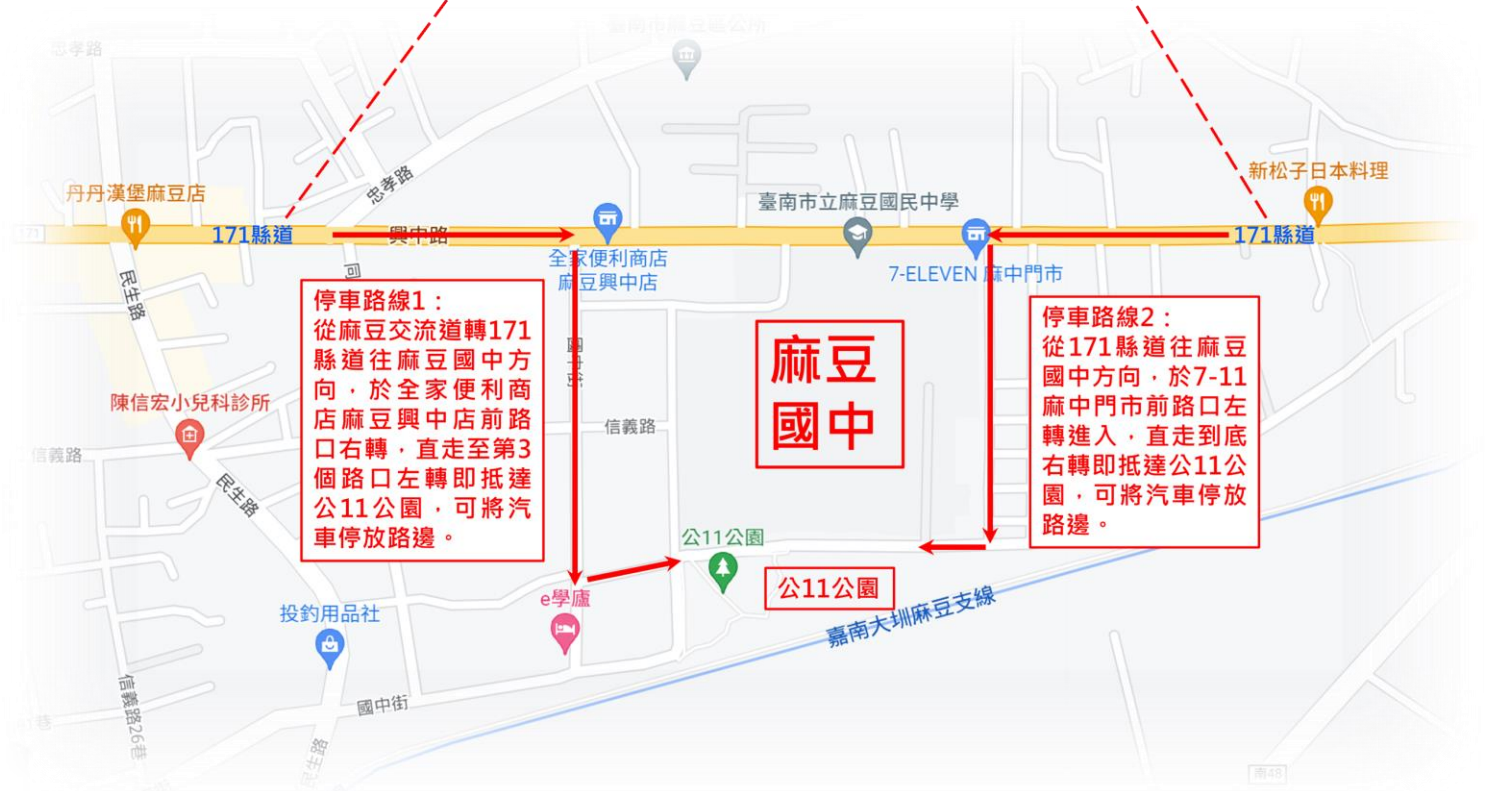 臺南市麻豆區公所
忠孝路
忠孝路
新松子日本料理
丹丹漢堡麻豆店
臺南市立麻豆國民中學
171
171縣道
興中路
171縣道
全家便利商店
麻豆興中店
7-ELEVEN 麻中門市
民生路
同
停車路線1：
從麻豆交流道轉171
縣道往麻豆國中方
向，於全家便利商
店麻豆興中店前路
口右轉，直走至第3
個路口左轉即抵達
公11公園，可將汽
車停放路邊。
國中街
麻豆
國中
停車路線2：
從171縣道往麻豆
國中方向，於7-11
麻中門市前路口左
轉進入，直走到底
右轉即抵達公11公
園，可將汽車停放
路邊。
陳信宏小兒科診所
信義路
信義路
民生路
公11公園
公11公園
e學廬
投釣用品社
嘉南大圳麻豆支線
信義路26巷
國中街
民生路
南48